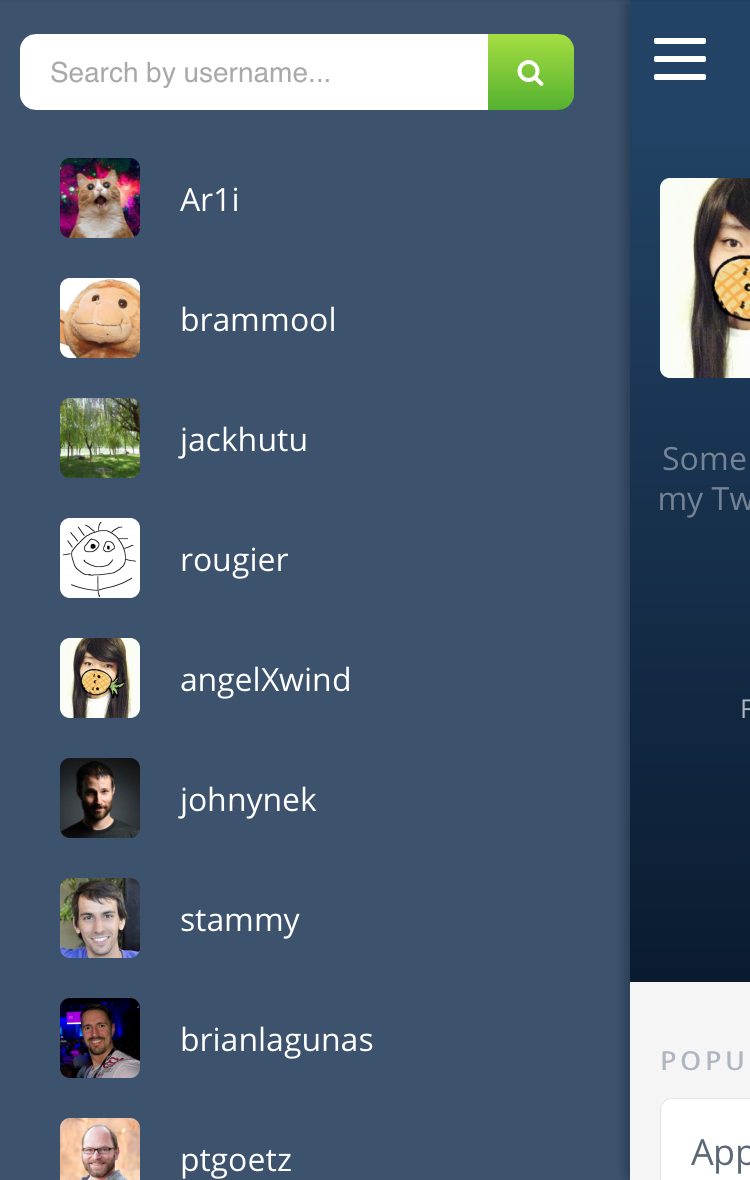 Search by username...
Ar1i
brammool
jackhutu
rougier
angelXwind
johnynek
stammy
brianlagunas
ptgoetz
Some
my Tw
POPU
App